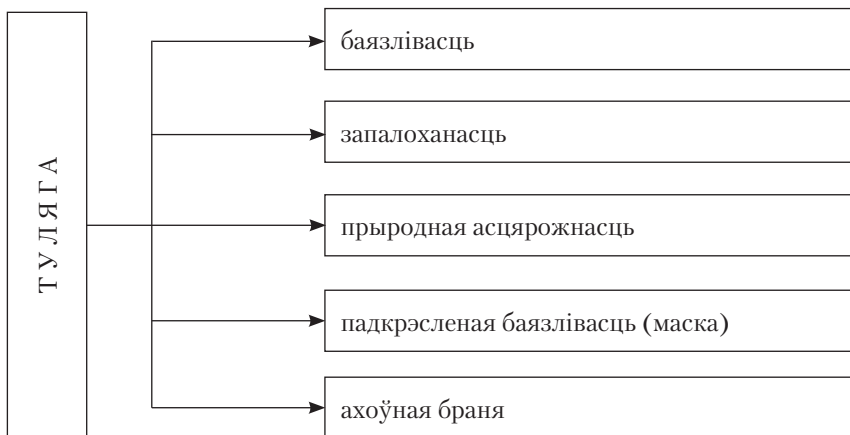 ТУЛЯГА
баязлівасць
запалоханасць
прыродная асцярожнасць
падкрэсленая баязлівасць (маска)
ахоўная браня